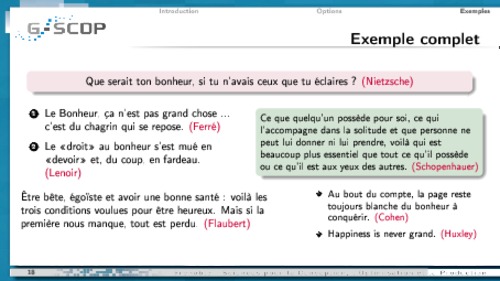 Introduction Options Exemples
G-SCOP
Exemple complet
Que serait ton bonheur, si tu n'avais ceux que tu éclaires ? (Nietzsche)
1 Le Bonheur, ça n'est pas grand chose ...
c'est du chagrin qui se repose. (Ferré)
2 Le «droit» au bonheur s'est mué en
«devoir» et, du coup, en fardeau.
(Lenoir)
Être bête, égoïste et avoir une bonne santé : voilà les
trois conditions voulues pour être heureux. Mais si la
première nous manque, tout est perdu. (Flaubert)
Ce que quelqu'un possède pour soi, ce qui
l'accompagne dans la solitude et que personne ne
peut lui donner ni lui prendre, voilà qui est
beaucoup plus essentiel que tout ce qu'il possède
ou ce qu'il est aux yeux des autres. (Schopenhauer)
Au bout du compte, la page reste
toujours blanche du bonheur à
conquérir. (Cohen)
Happiness is never grand. (Huxley)
18